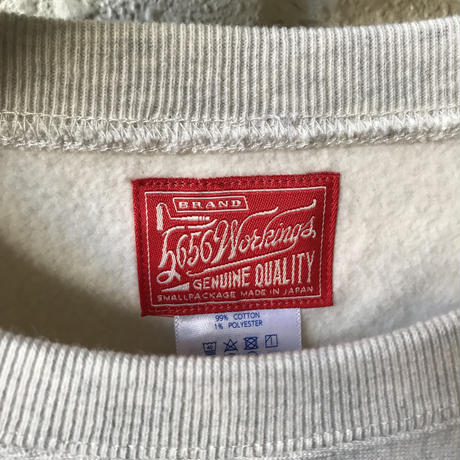 BRAND
5656 Workings
GENUINE QUALITY
SMALLPACKAGE MADE IN JAPAN
99% COTTON
1% POLYESTER